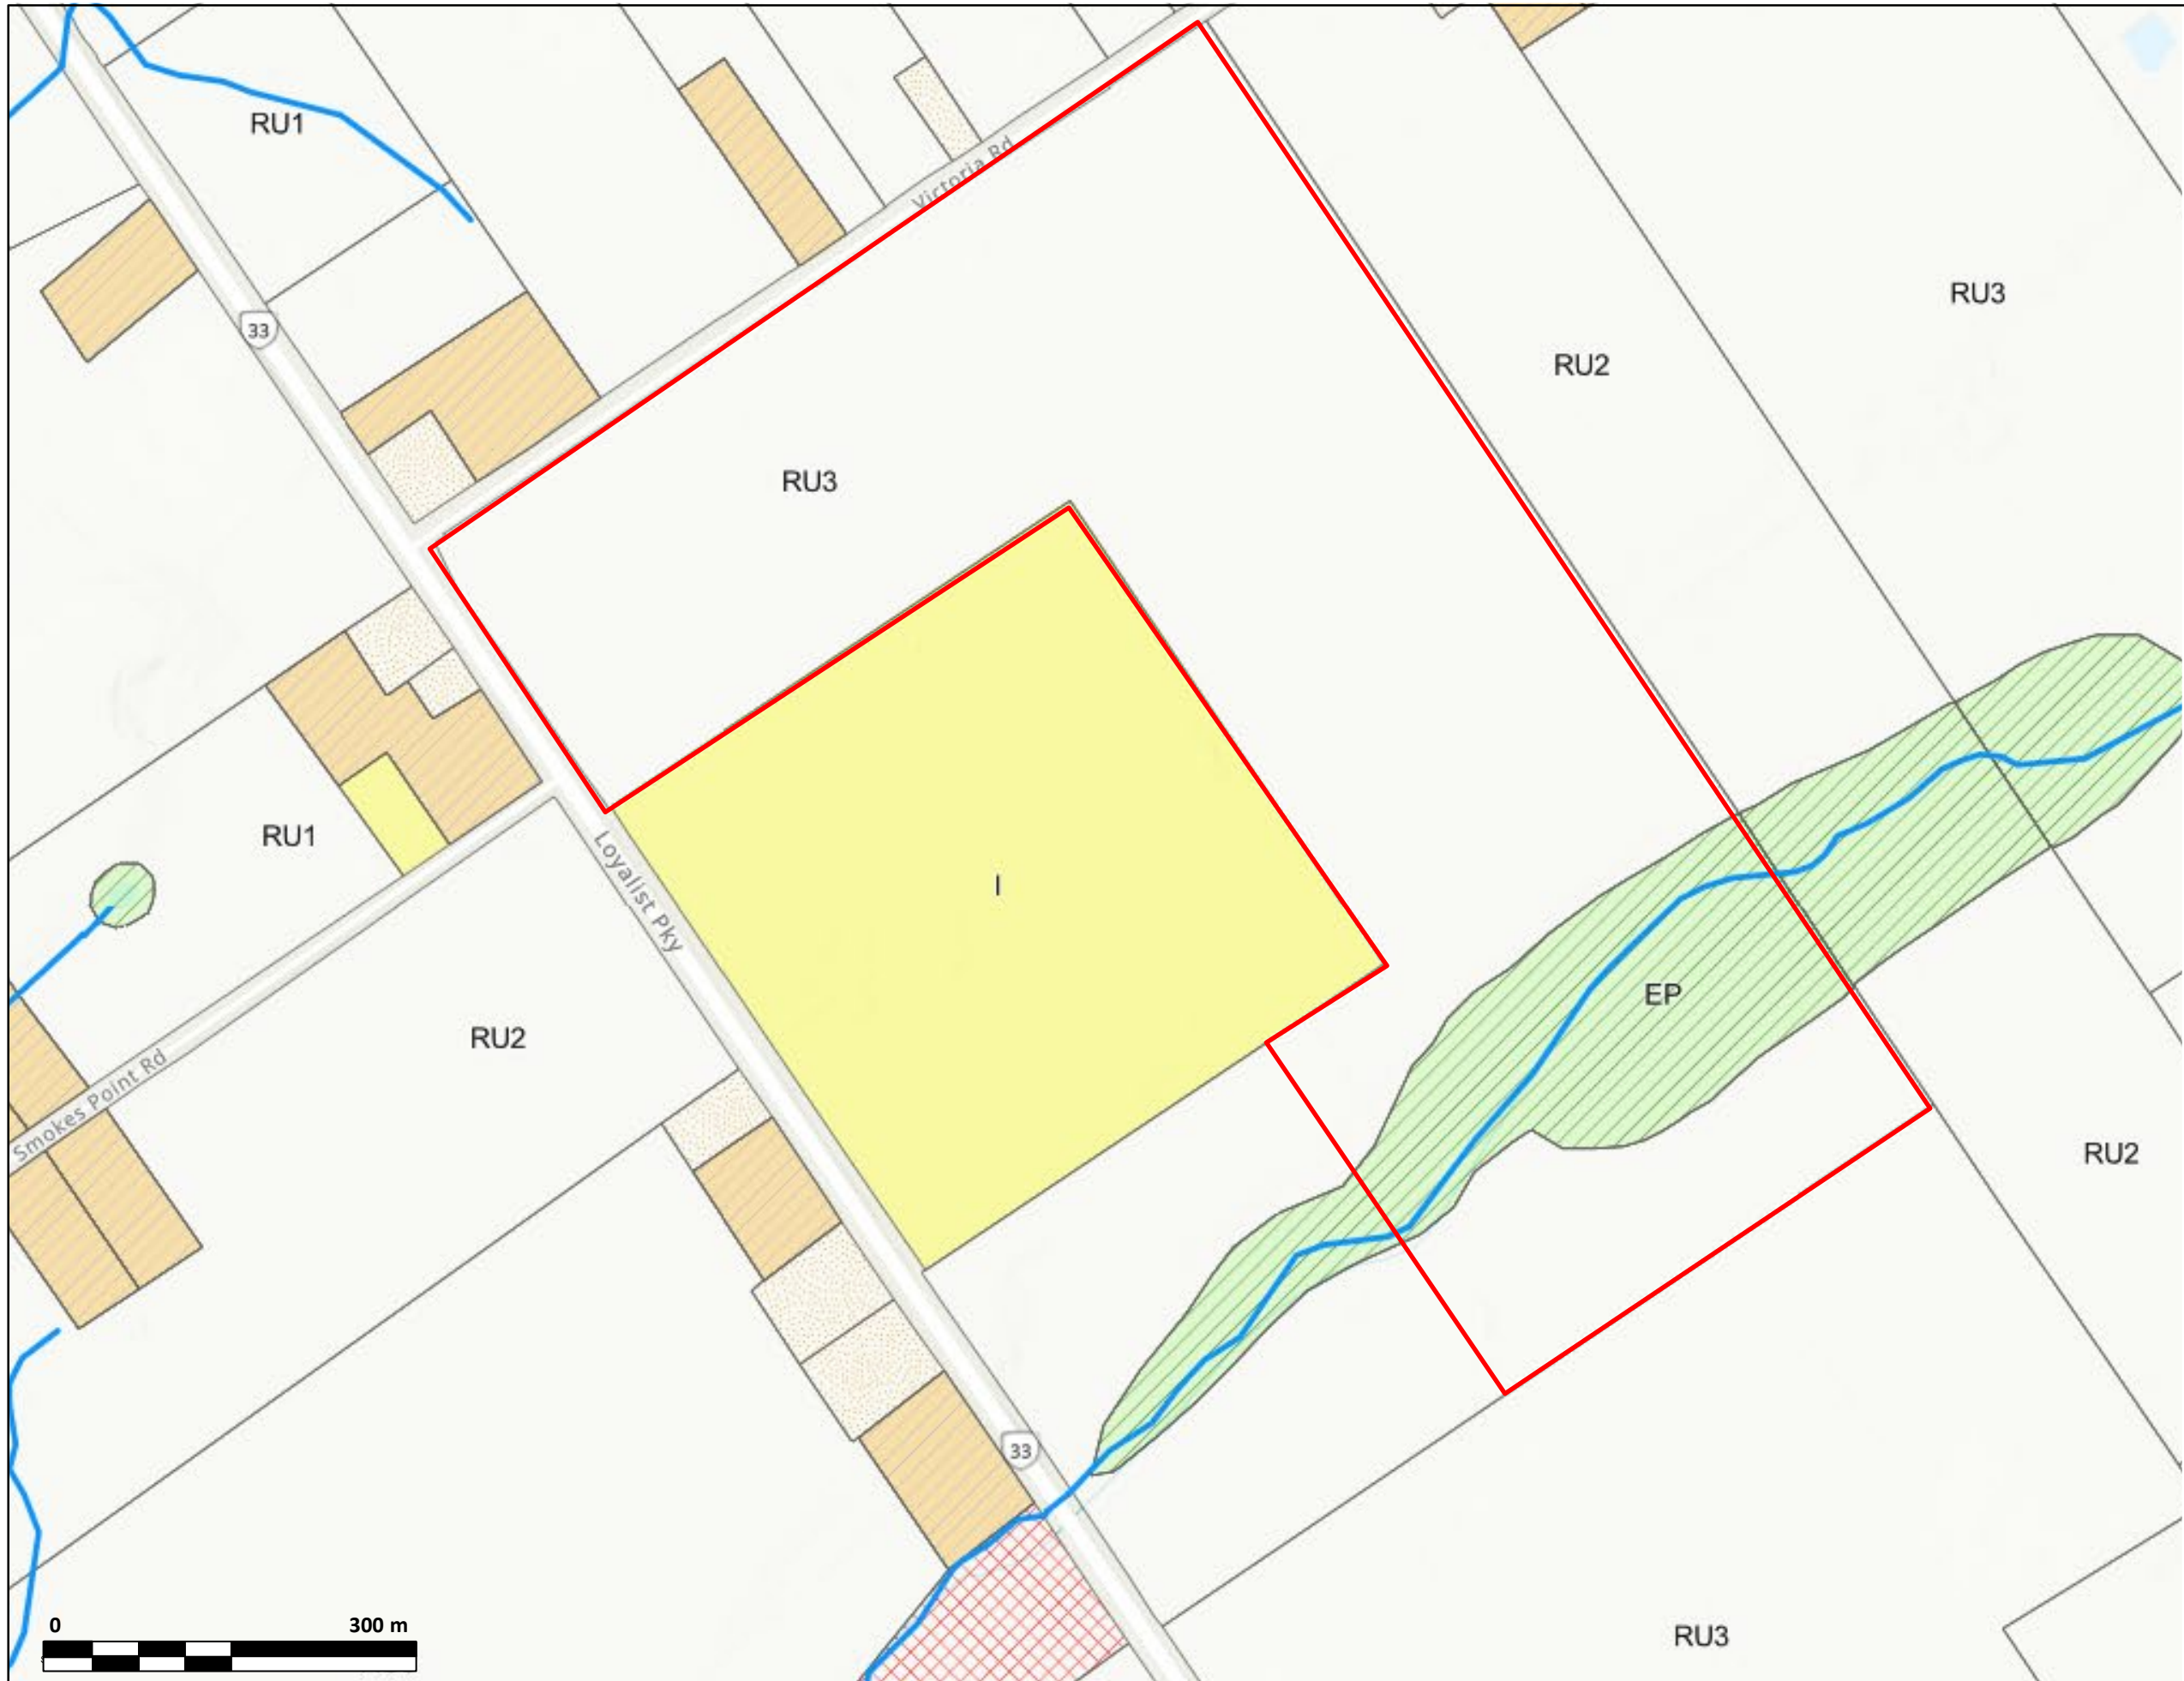 RU1
Victoria Rd
RU3
33
RU2
RU3
RU1
Loyalist Pky
I
EP
RU2
Smokes Point Rd
RU2
33
0 300 m
RU3